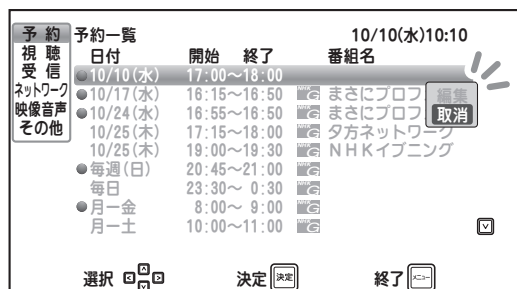 予約一覧 10/10(水)10:10
予約
視聴
受信
ネットワーク
映像音声
その他
日付 開始 終了 番組名
10/10(水) 17:00～18:00
10/17(水) 16:15～16:50 まさにプロフ
10/24(水) 16:55～16:50 まさにプロフ
10/25(木) 17:15～18:00 夕方ネットワーク
10/25(木) 19:00～19:30 NHKイブニング
毎週(日) 20:45～21:00
毎日 23:30～ 0:30
月ー金 8:00～ 9:00
月ー土 10:00～11:00
編集
取消
選択 決定 決定 終了 メニュー